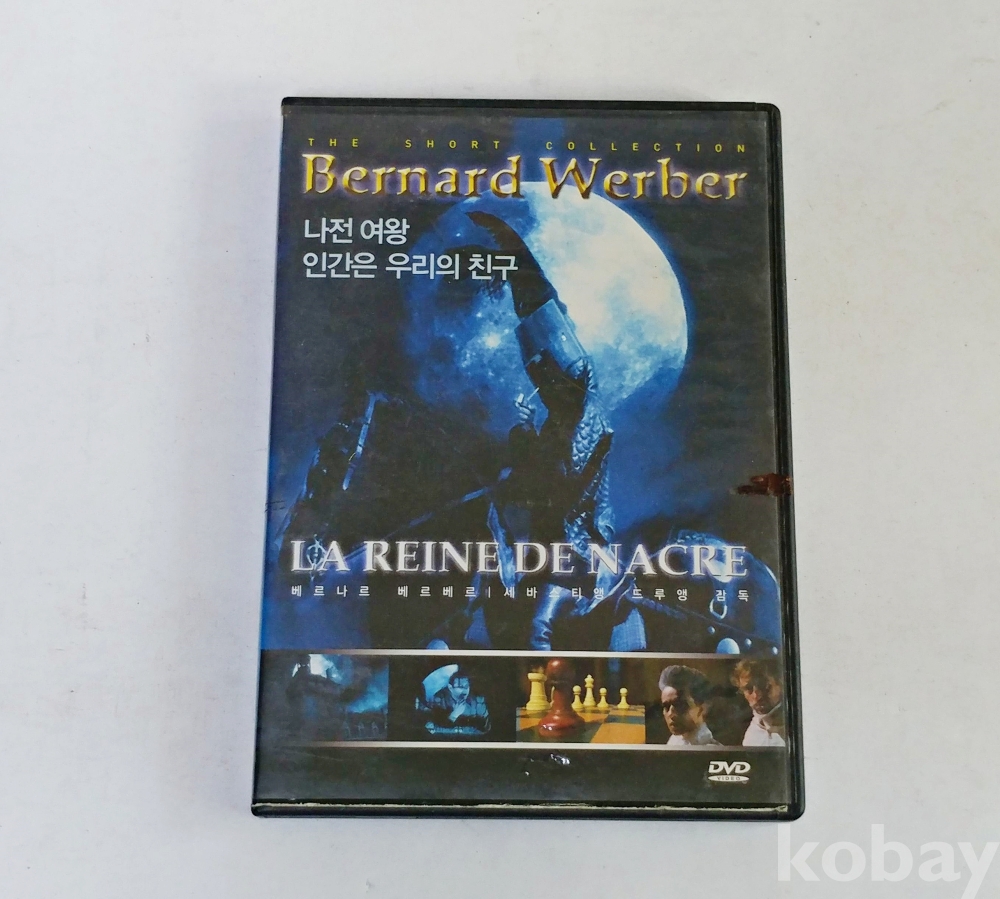 THE SHORT COLLECTION
Bernard Werber
나전 여왕
인간은 우리의 친구
LA REINE DE NACRE
베르나르 베르베르 | 세바스티앵 드루앵 감독
DVD
VIDEO
kobay